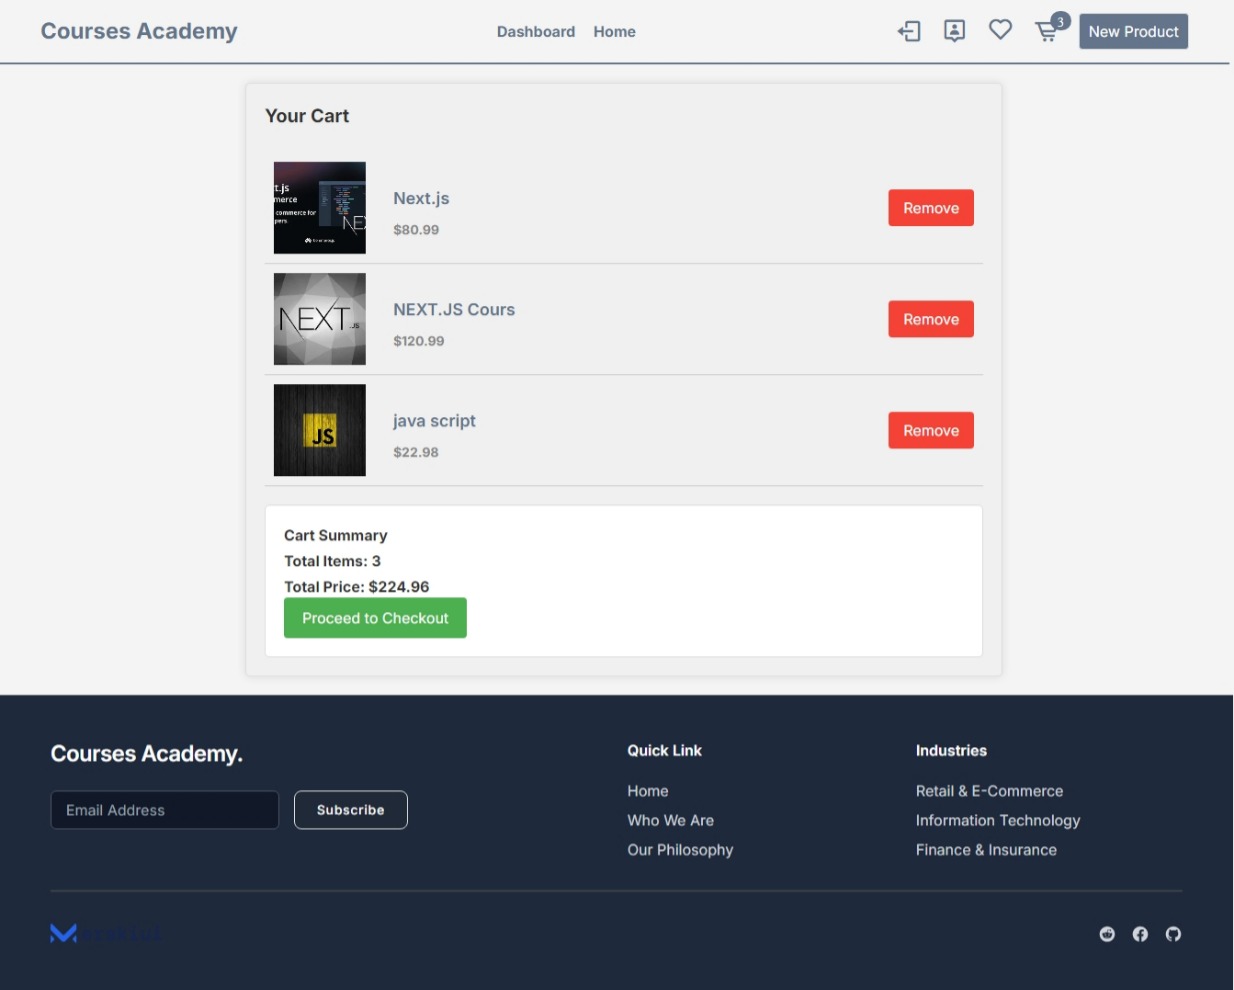 Courses Academy
Dashboard Home
3
New Product
Your Cart
t.js
merce
commerce for
pers
NEX
Next.js
$80.99
Remove
NEXT.JS
NEXT.JS Cours
$120.99
Remove
JS
java script
$22.98
Remove
Cart Summary
Total Items: 3
Total Price: $224.96
Proceed to Checkout
Courses Academy.
Email Address
Subscribe
Quick Link
Home
Who We Are
Our Philosophy
Industries
Retail & E-Commerce
Information Technology
Finance & Insurance